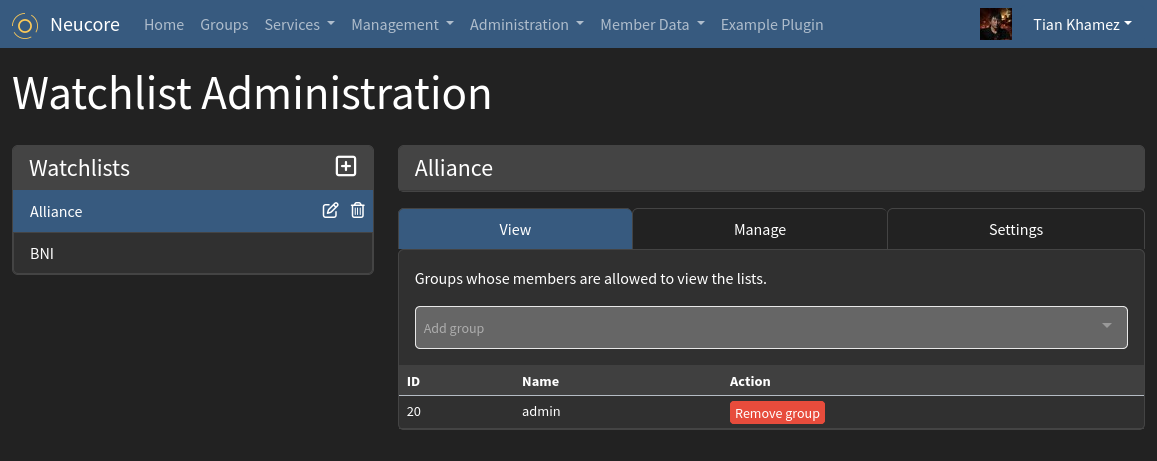 Neucore Home Groups Services Management Administration Member Data Example Plugin Tian Khamez
Watchlist Administration
Watchlists
Alliance
BNI
Alliance
View Manage Settings
Groups whose members are allowed to view the lists.
Add group
ID Name Action
20 admin Remove group